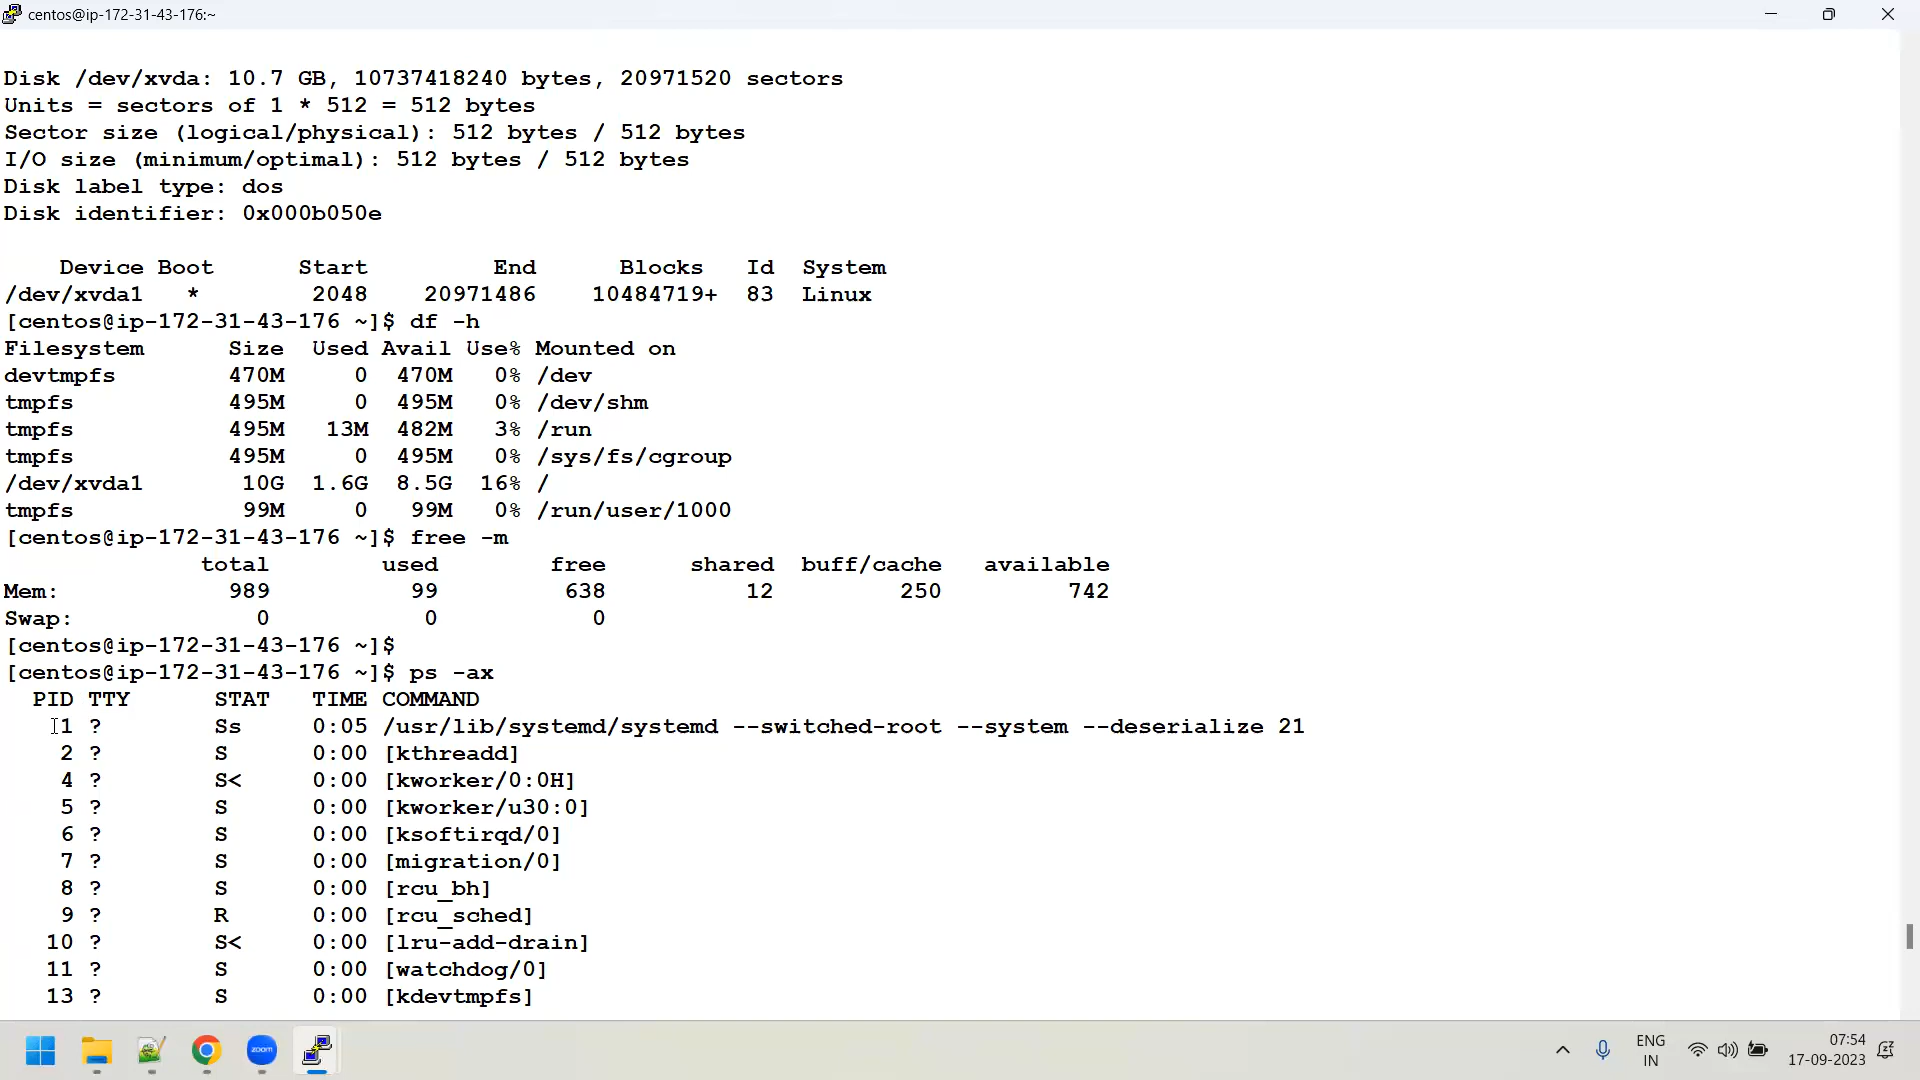 centos@ip-172-31-43-176:~
Disk /dev/xvda: 10.7 GB, 10737418240 bytes, 20971520 sectors
Units = sectors of 1 * 512 = 512 bytes
Sector size (logical/physical): 512 bytes / 512 bytes
I/O size (minimum/optimal): 512 bytes / 512 bytes
Disk label type: dos
Disk identifier: 0x000b050e
Device Boot Start End Blocks Id System
/dev/xvda1 * 2048 20971486 10484719+ 83 Linux
[centos@ip-172-31-43-176 ~]$ df -h
Filesystem Size Used Avail Use% Mounted on
devtmpfs 470M 0 470M 0% /dev
tmpfs 495M 0 495M 0% /dev/shm
tmpfs 495M 13M 482M 3% /run
tmpfs 495M 0 495M 0% /sys/fs/cgroup
/dev/xvda1 10G 1.6G 8.5G 16% /
tmpfs 99M 0 99M 0% /run/user/1000
[centos@ip-172-31-43-176 ~]$ free -m
total used free shared buff/cache available
Mem: 989 99 638 12 250 742
Swap: 0 0 0
[centos@ip-172-31-43-176 ~]$
[centos@ip-172-31-43-176 ~]$ ps -ax
PID TTY STAT TIME COMMAND
1 ? Ss 0:05 /usr/lib/systemd/systemd --switched-root --system --deserialize 21
2 ? S 0:00 [kthreadd]
4 ? S< 0:00 [kworker/0:0H]
5 ? S 0:00 [kworker/u30:0]
6 ? S 0:00 [ksoftirqd/0]
7 ? S 0:00 [migration/0]
8 ? S 0:00 [rcu_bh]
9 ? R 0:00 [rcu_sched]
10 ? S< 0:00 [lru-add-drain]
11 ? S 0:00 [watchdog/0]
13 ? S 0:00 [kdevtmpfs]
zoom
ENG
IN
07:54
17-09-2023